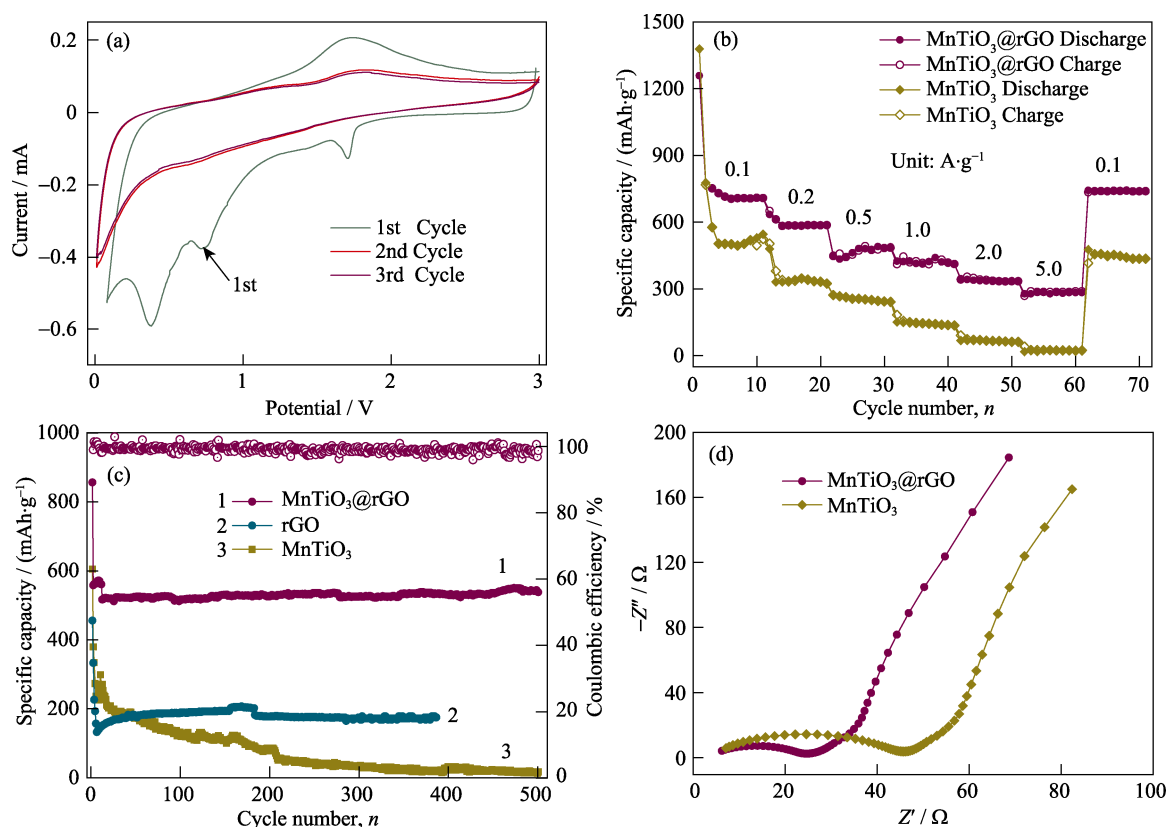 (a)
0.2
0
−0.2
−0.4
−0.6
Current / mA
1st Cycle
2nd Cycle
3rd Cycle
1st
0 1 2 3
Potential / V
(b)
1500
1200
900
600
300
0
Specific capacity / (mAh·g⁻¹)
MnTiO₃@rGO Discharge
MnTiO₃@rGO Charge
MnTiO₃ Discharge
MnTiO₃ Charge
Unit: A·g⁻¹
0.1
0.2
0.5
1.0
2.0
5.0
0.1
0 10 20 30 40 50 60 70
Cycle number, n
(c)
1000
800
600
400
200
0
Specific capacity / (mAh·g⁻¹)
1 MnTiO₃@rGO
2 rGO
3 MnTiO₃
1
2
3
100
80
60
40
20
0
Coulombic efficiency / %
0 100 200 300 400 500
Cycle number, n
(d)
−200
160
120
80
40
0
−Z″ / Ω
MnTiO₃@rGO
MnTiO₃
0 20 40 60 80 100
Z′ / Ω